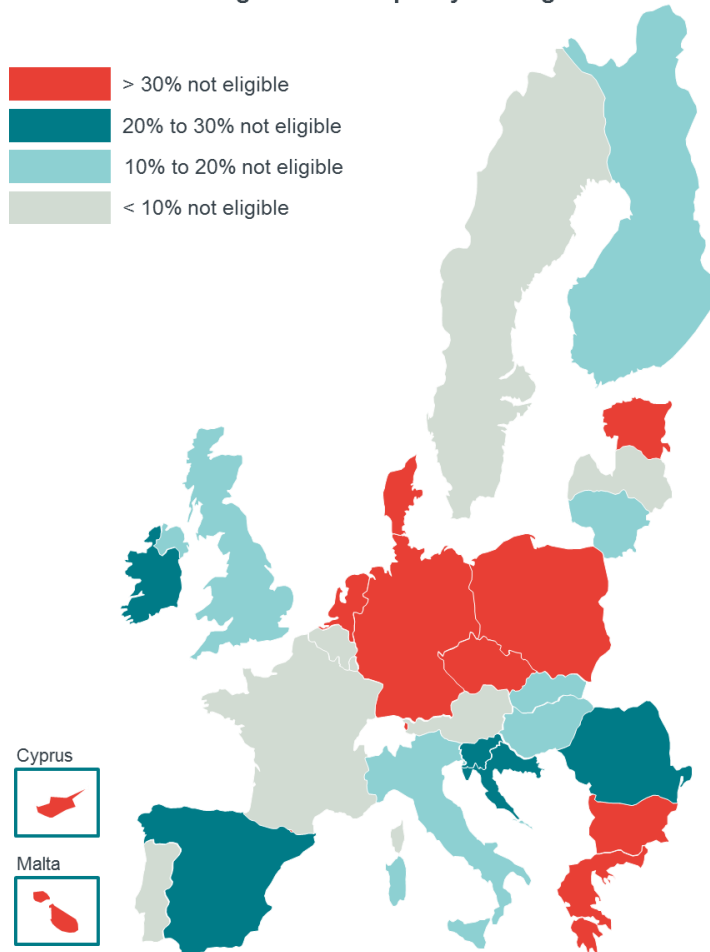 > 30% not eligible
20% to 30% not eligible
10% to 20% not eligible
< 10% not eligible
Cyprus
Malta